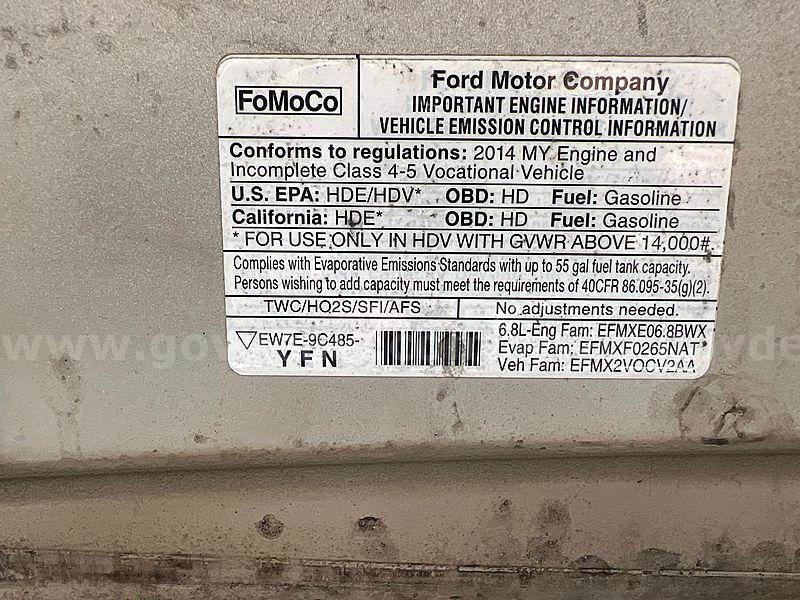 FoMoCo
Ford Motor Company
IMPORTANT ENGINE INFORMATION/
VEHICLE EMISSION CONTROL INFORMATION
Conforms to regulations: 2014 MY Engine and
Incomplete Class 4-5 Vocational Vehicle
U.S. EPA: HDE/HDV* OBD: HD Fuel: Gasoline
California: HDE* OBD: HD Fuel: Gasoline
* FOR USE ONLY IN HDV WITH GVWR ABOVE 14,000#.
Complies with Evaporative Emissions Standards with up to 55 gal fuel tank capacity.
Persons wishing to add capacity must meet the requirements of 40CFR 86.095-35(g)(2).
TWC/HO2S/SFI/AFS No adjustments needed.
EW7E-9C485-
YFN
6.8L-Eng Fam: EFMXE06.8BWX
Evap Fam: EFMXF0265NAT
Veh Fam: EFMX2VOCV2AA